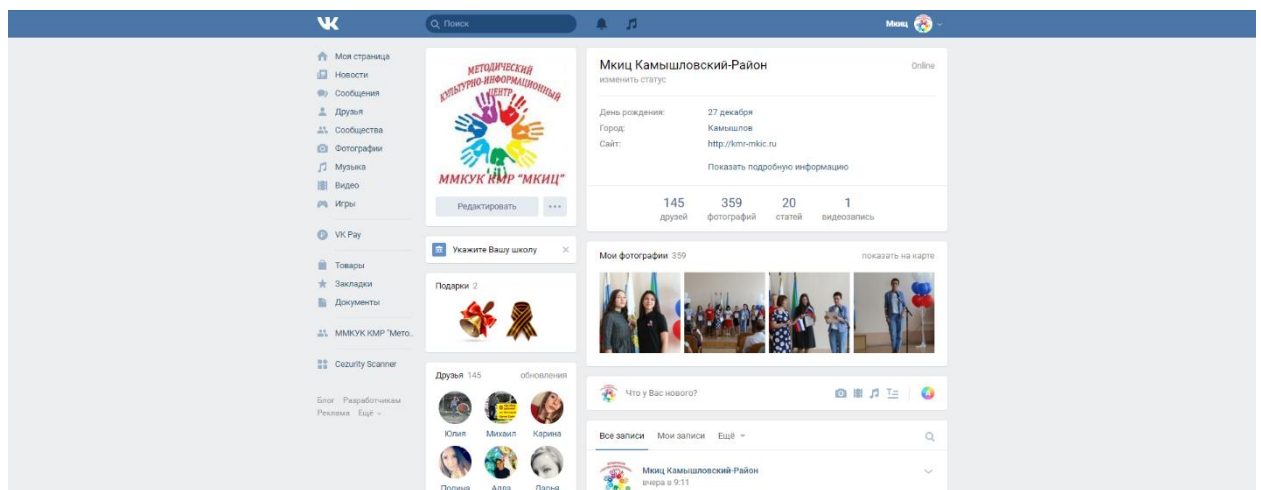 Поиск
Мкиц
Моя страница
Новости
Сообщения
Друзья
Сообщества
Фотографии
Музыка
Видео
Игры
VK Pay
Товары
Закладки
Документы
ММКУК КМР "Мето..
Cezurity Scanner
Блог Разработчикам
Реклама Ещё
МЕТОДИЧЕСКИЙ
КУЛЬТУРНО-ИНФОРМАЦИОННЫЙ
ЦЕНТР
ММКУК КМР "МКИЦ"
Редактировать
Укажите Вашу школу
Подарки 2
Друзья 145 обновления
Юлия Михаил Карина
Полина Алла Дарья
Мкиц Камышловский-Район Online
изменить статус
День рождения: 27 декабря
Город: Камышлов
Сайт: http://kmr-mkic.ru
Показать подробную информацию
145 359 20 1
друзей фотографий статей видеозапись
Мои фотографии 359 показать на карте
Что у Вас нового?
Все записи Мои записи Ещё
Мкиц Камышловский-Район
вчера в 9:11